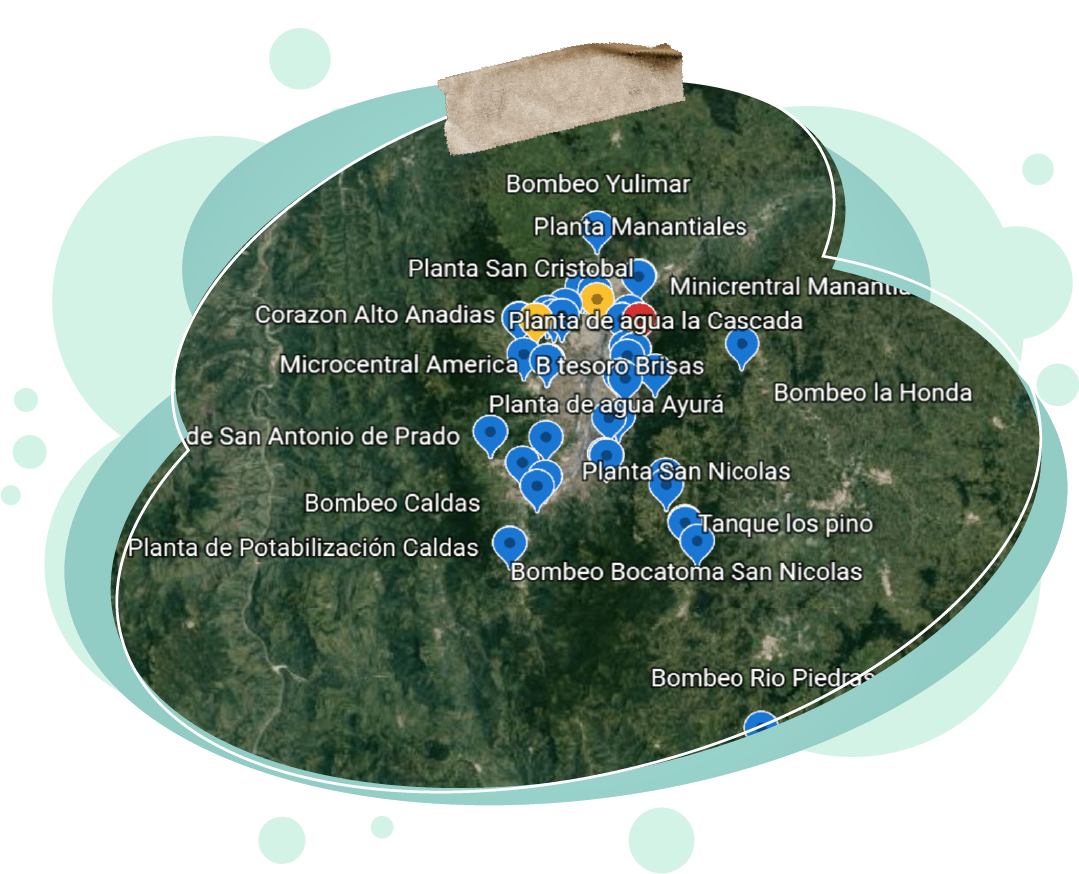 Bombeo Yulimar
Planta Manantiales
Planta San Cristobal
Minicrentral Manantia
Corazon Alto Anadias
Planta de agua la Cascada
Microcentral America
B tesoro Brisas
Bombeo la Honda
Planta de agua Ayurá
de San Antonio de Prado
Planta San Nicolas
Bombeo Caldas
Tanque los pino
Planta de Potabilización Caldas
Bombeo Bocatoma San Nicolas
Bombeo Rio Piedras